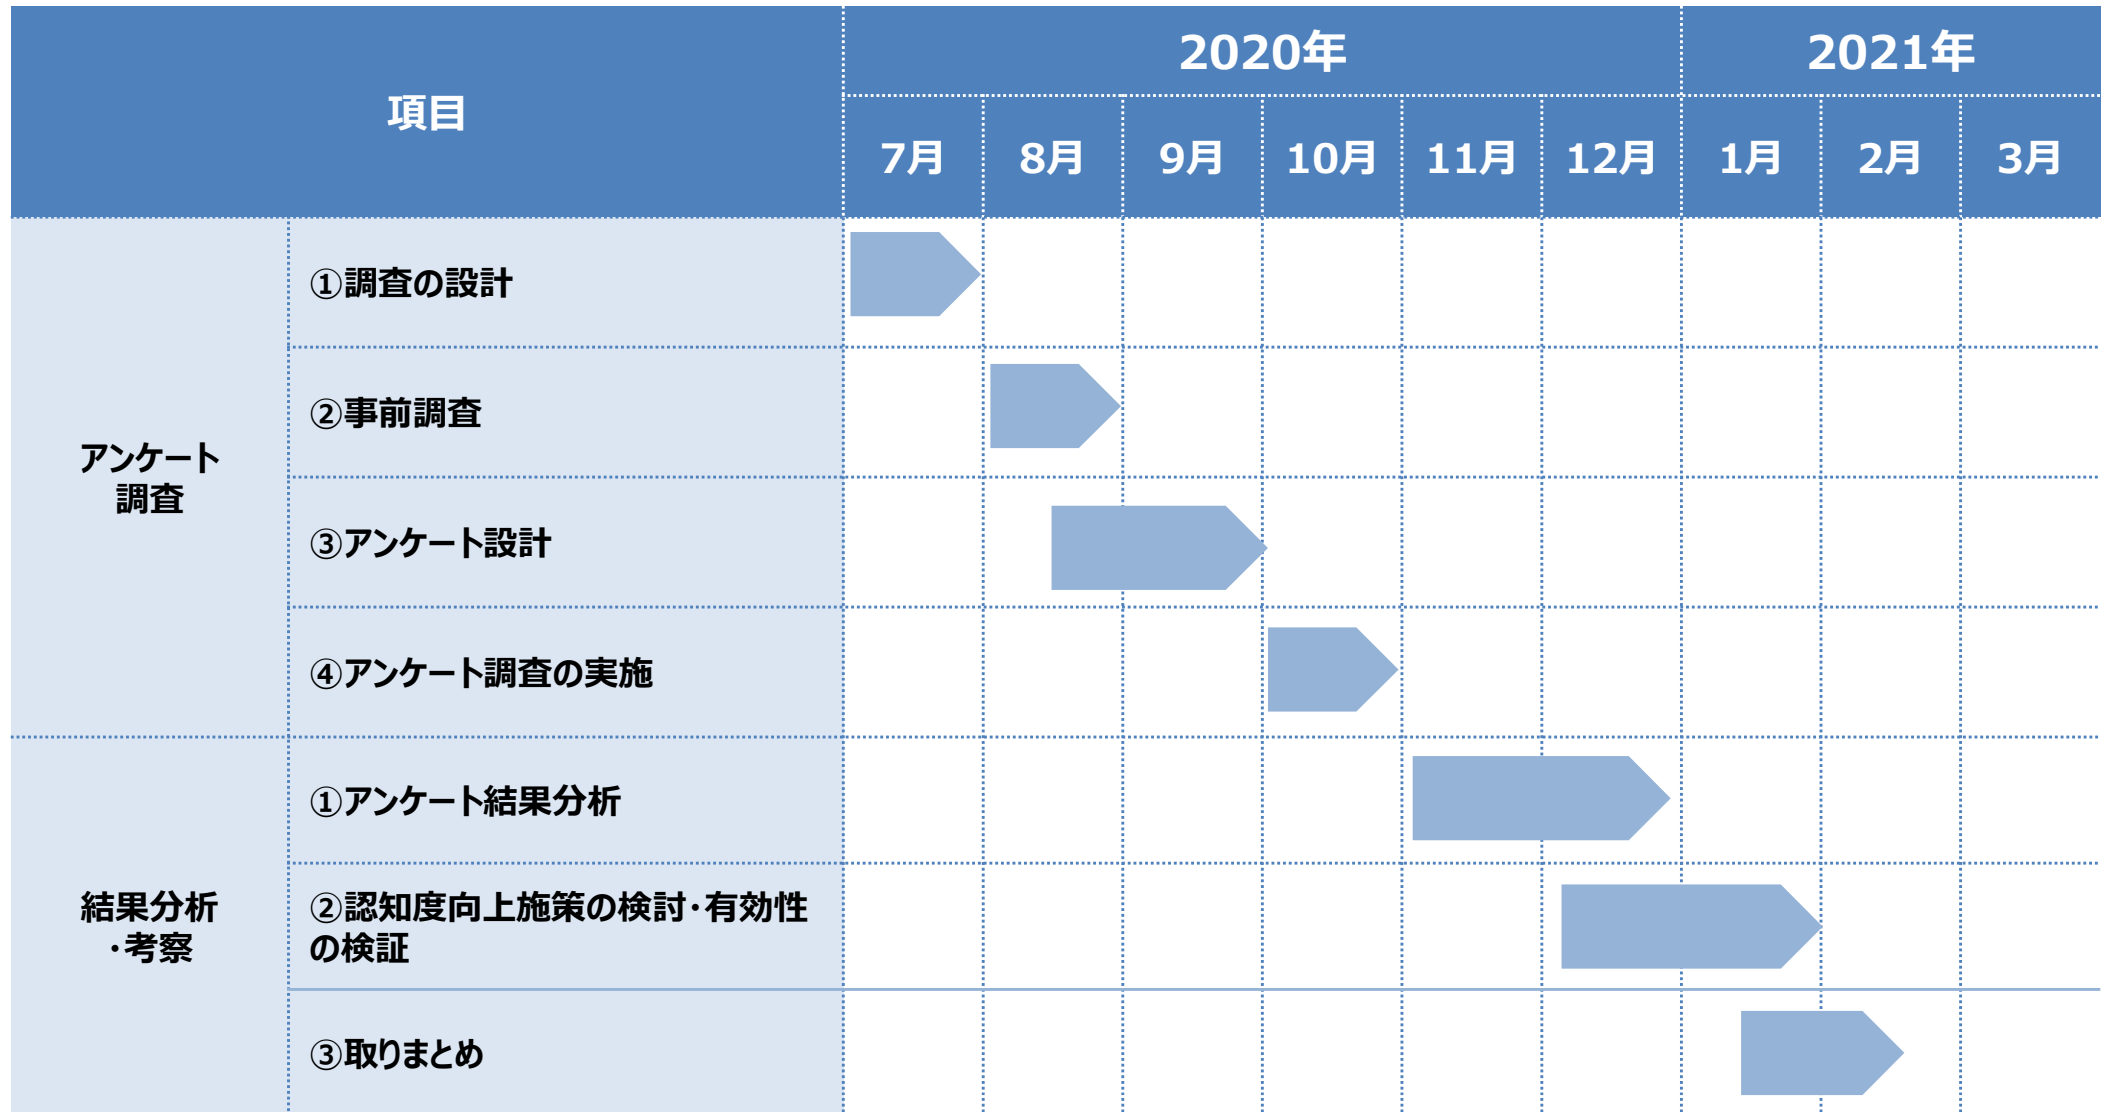 項目
2020年
2021年
7月
8月
9月
10月
11月
12月
1月
2月
3月
アンケート
調査
①調査の設計
②事前調査
③アンケート設計
④アンケート調査の実施
結果分析
・考察
①アンケート結果分析
②認知度向上施策の検討・有効性
の検証
③取りまとめ